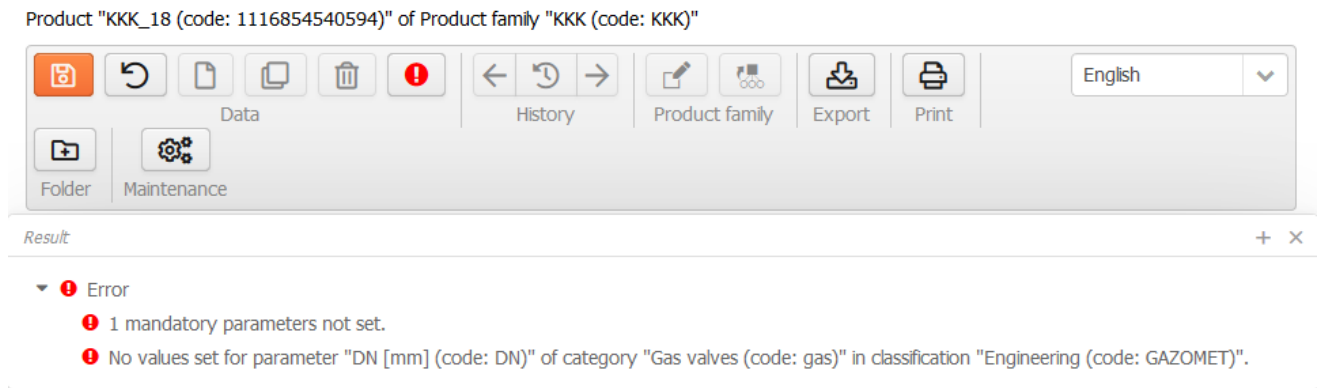 Product "KKK_18 (code: 1116854540594)" of Product family "KKK (code: KKK)"
English
Data
History
Product family
Export
Print
Folder
Maintenance
Result
Error
1 mandatory parameters not set.
No values set for parameter "DN [mm] (code: DN)" of category "Gas valves (code: gas)" in classification "Engineering (code: GAZOMET)".